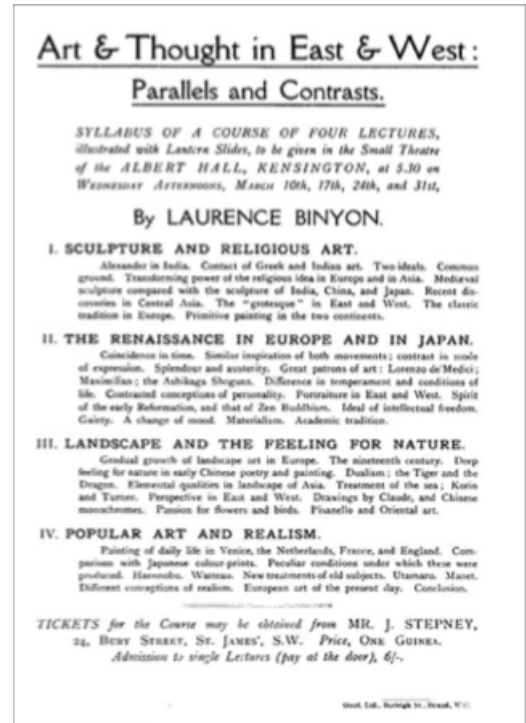 Art & Thought in East & West:
Parallels and Contrasts.
SYLLABUS OF A COURSE OF FOUR LECTURES,
illustrated with Lantern Slides, to be given in the Small Theatre
of the ALBERT HALL, KENSINGTON, at 5.30 on
WEDNESDAY AFTERNOONS, MARCH 10th, 17th, 24th, and 31st,
By LAURENCE BINYON.
I. SCULPTURE AND RELIGIOUS ART.
Alexander in India. Contact of Greek and Indian art. Two ideals. Common
ground. Transforming power of the religious idea in Europe and in Asia. Mediæval
sculpture compared with the sculpture of India, China, and Japan. Recent dis-
coveries in Central Asia. The "grotesque" in East and West. The classic
tradition in Europe. Primitive painting in the two continents.
II. THE RENAISSANCE IN EUROPE AND IN JAPAN.
Coincidence in time. Similar inspiration of both movements; contrast in mode
of expression. Splendour and austerity. Great patrons of art: Lorenzo de' Medici;
Maximilian; the Ashikaga Shoguns. Difference in temperament and conditions of
life. Contrasted conceptions of personality. Portraiture in East and West. Spirit
of the early Reformation, and that of Zen Buddhism. Ideal of intellectual freedom.
Gaiety. A change of mood. Materialism. Academic tradition.
III. LANDSCAPE AND THE FEELING FOR NATURE.
Gradual growth of landscape art in Europe. The nineteenth century. Deep
feeling for nature in early Chinese poetry and painting. Dualism; the Tiger and the
Dragon. Elemental qualities in landscape of Asia. Treatment of the sea; Korin
and Turner. Perspective in East and West. Drawings by Claude, and Chinese
monochromes. Passion for flowers and birds. Pisanello and Oriental art.
IV. POPULAR ART AND REALISM.
Painting of daily life in Venice, the Netherlands, France, and England. Com-
parison with Japanese colour-prints. Peculiar conditions under which these were
produced. Harunobu. Watteau. New treatments of old subjects. Utamaro. Manet.
Different conceptions of realism. European art of the present day. Conclusion.
TICKETS for the Course may be obtained from MR. J. STEPNEY,
24, BURY STREET, ST. JAMES', S.W. Price, ONE GUINEA.
Admission to single Lectures (pay at the door), 6/-.
Good, Ltd., Burleigh St., Strand, W.C.